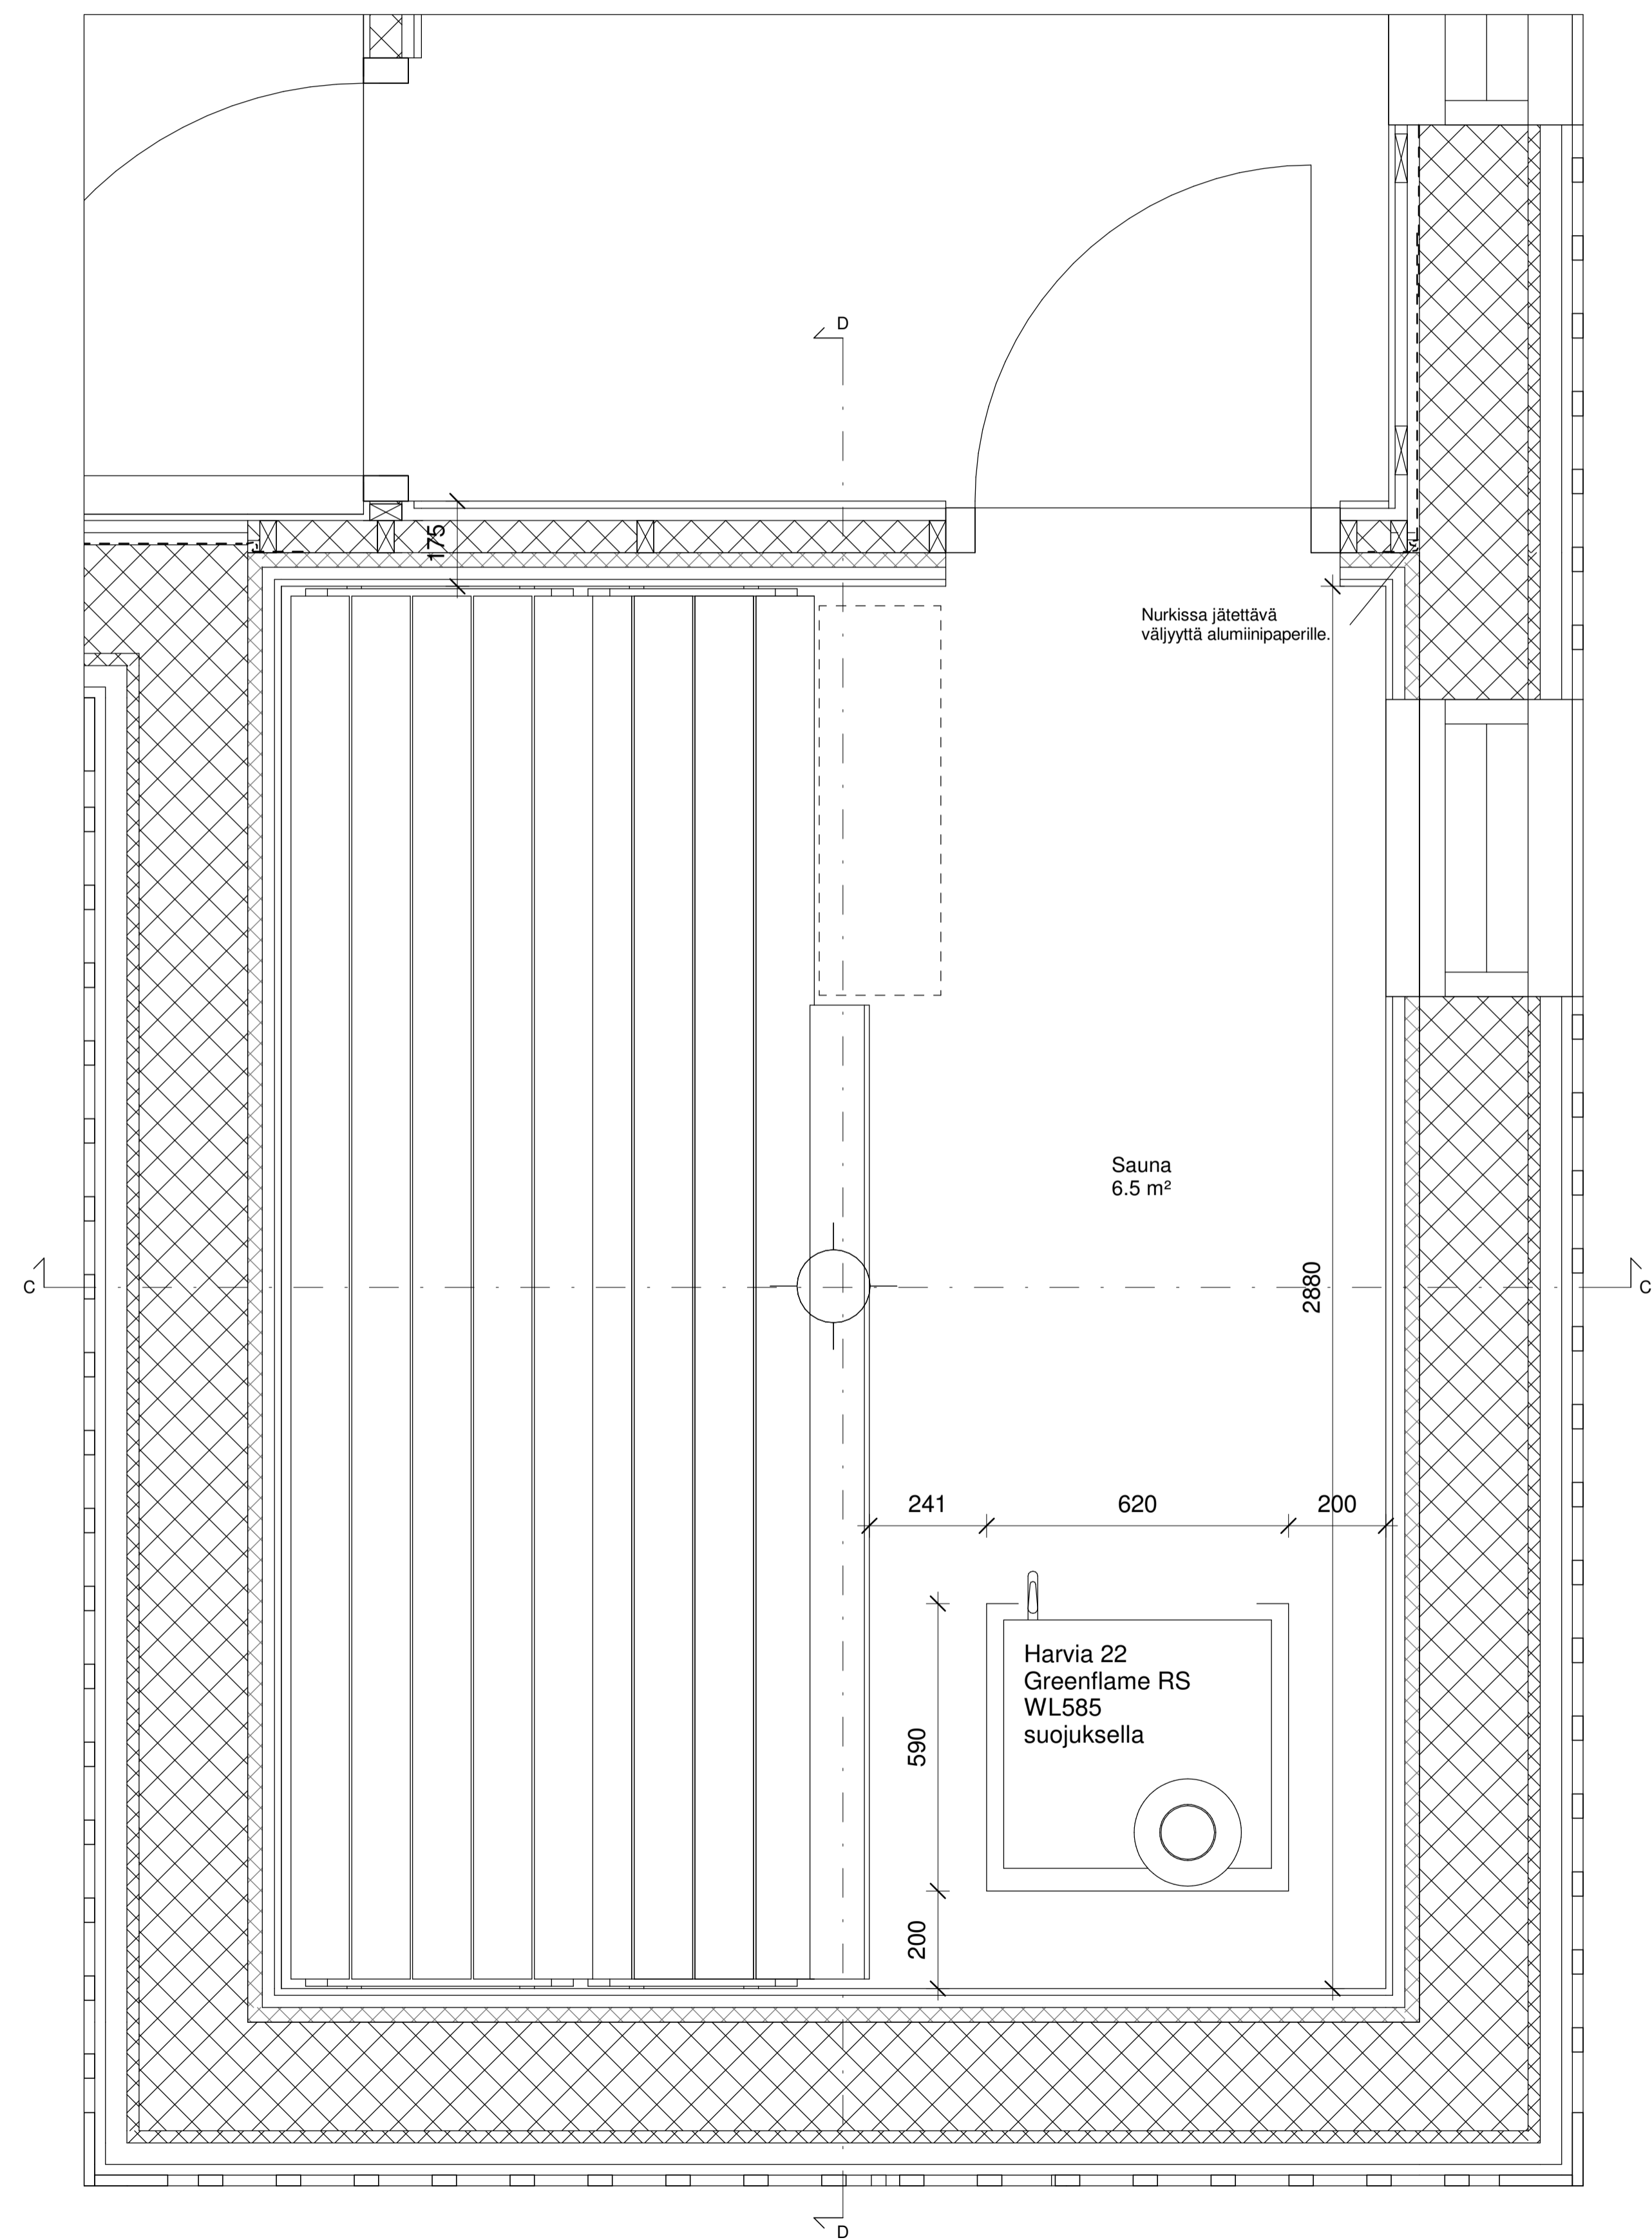 D
175
Nurkissa jätettävä
väljyyttä alumiinipaperille.
Sauna
6.5 m²
2880
C
C
241
620
200
Harvia 22
Greenflame RS
WL585
suojuksella
590
200
D